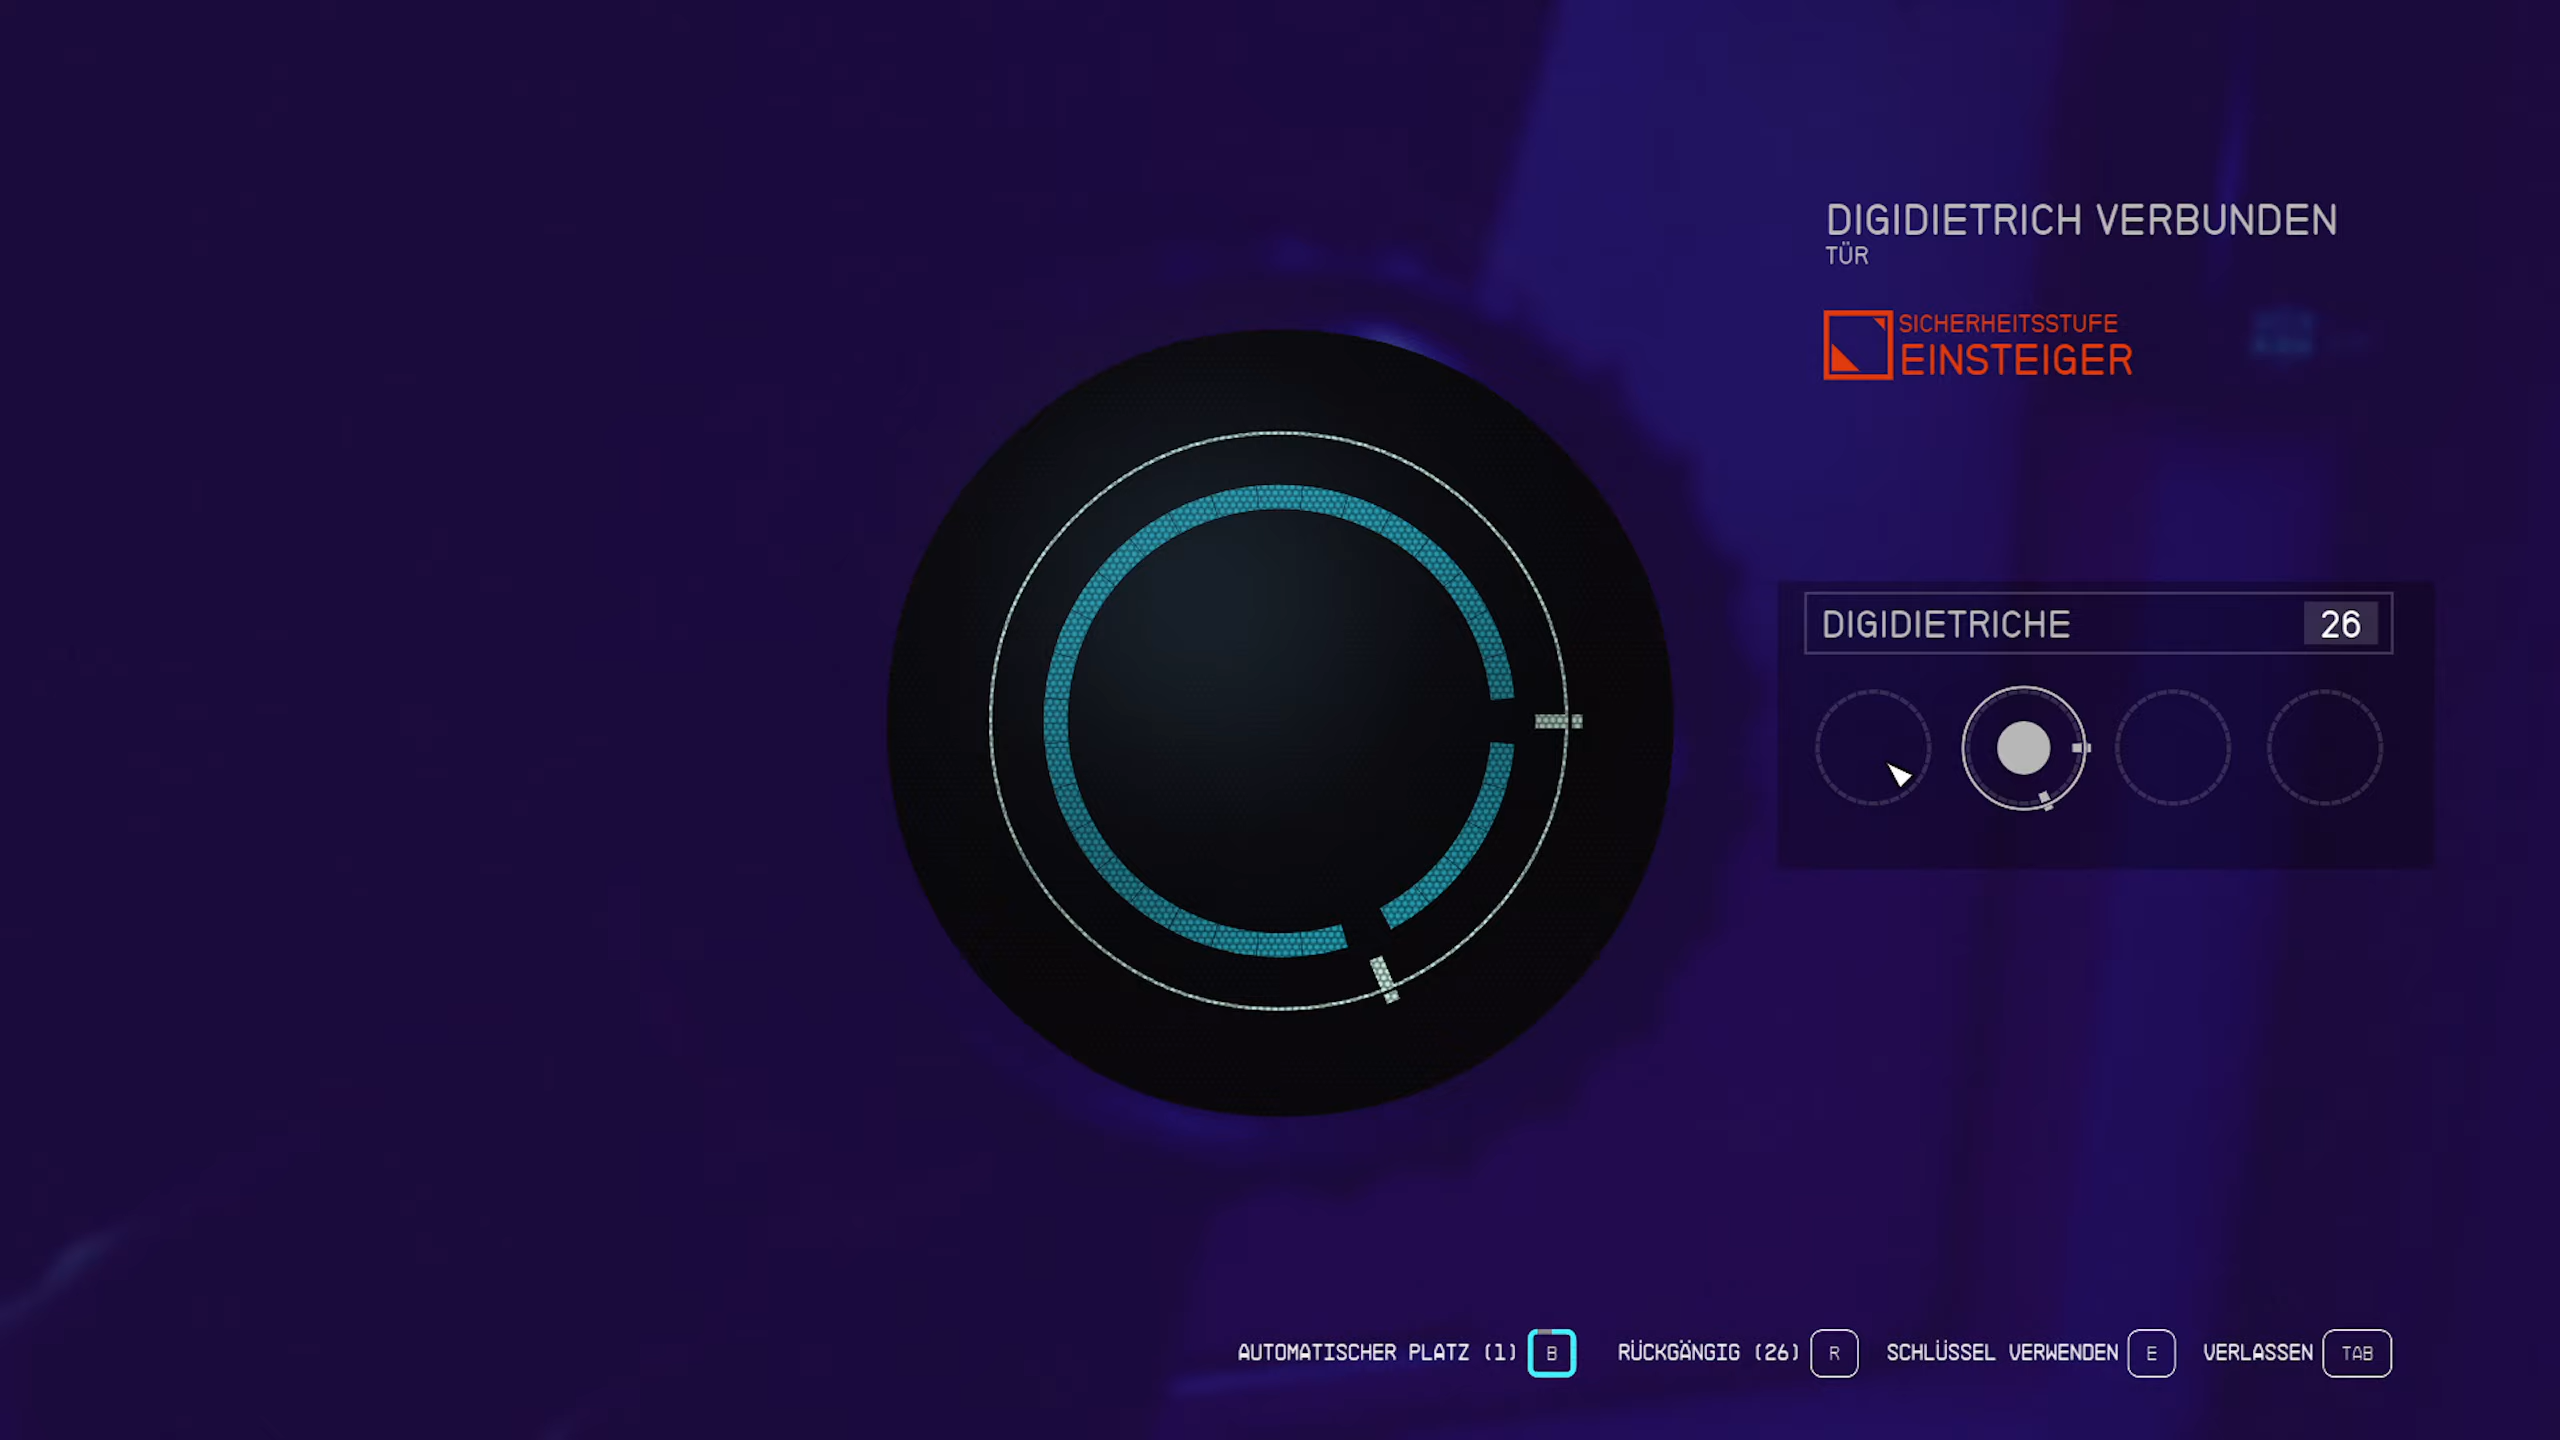 DIGIDIETRICH VERBUNDEN
TÜR
SICHERHEITSSTUFE
EINSTEIGER
DIGIDIETRICHE 26
AUTOMATISCHER PLATZ (1) B RÜCKGÄNGIG (26) R SCHLÜSSEL VERWENDEN E VERLASSEN TAB